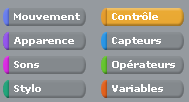 Mouvement
Contrôle
Apparence
Capteurs
Sons
Opérateurs
Stylo
Variables